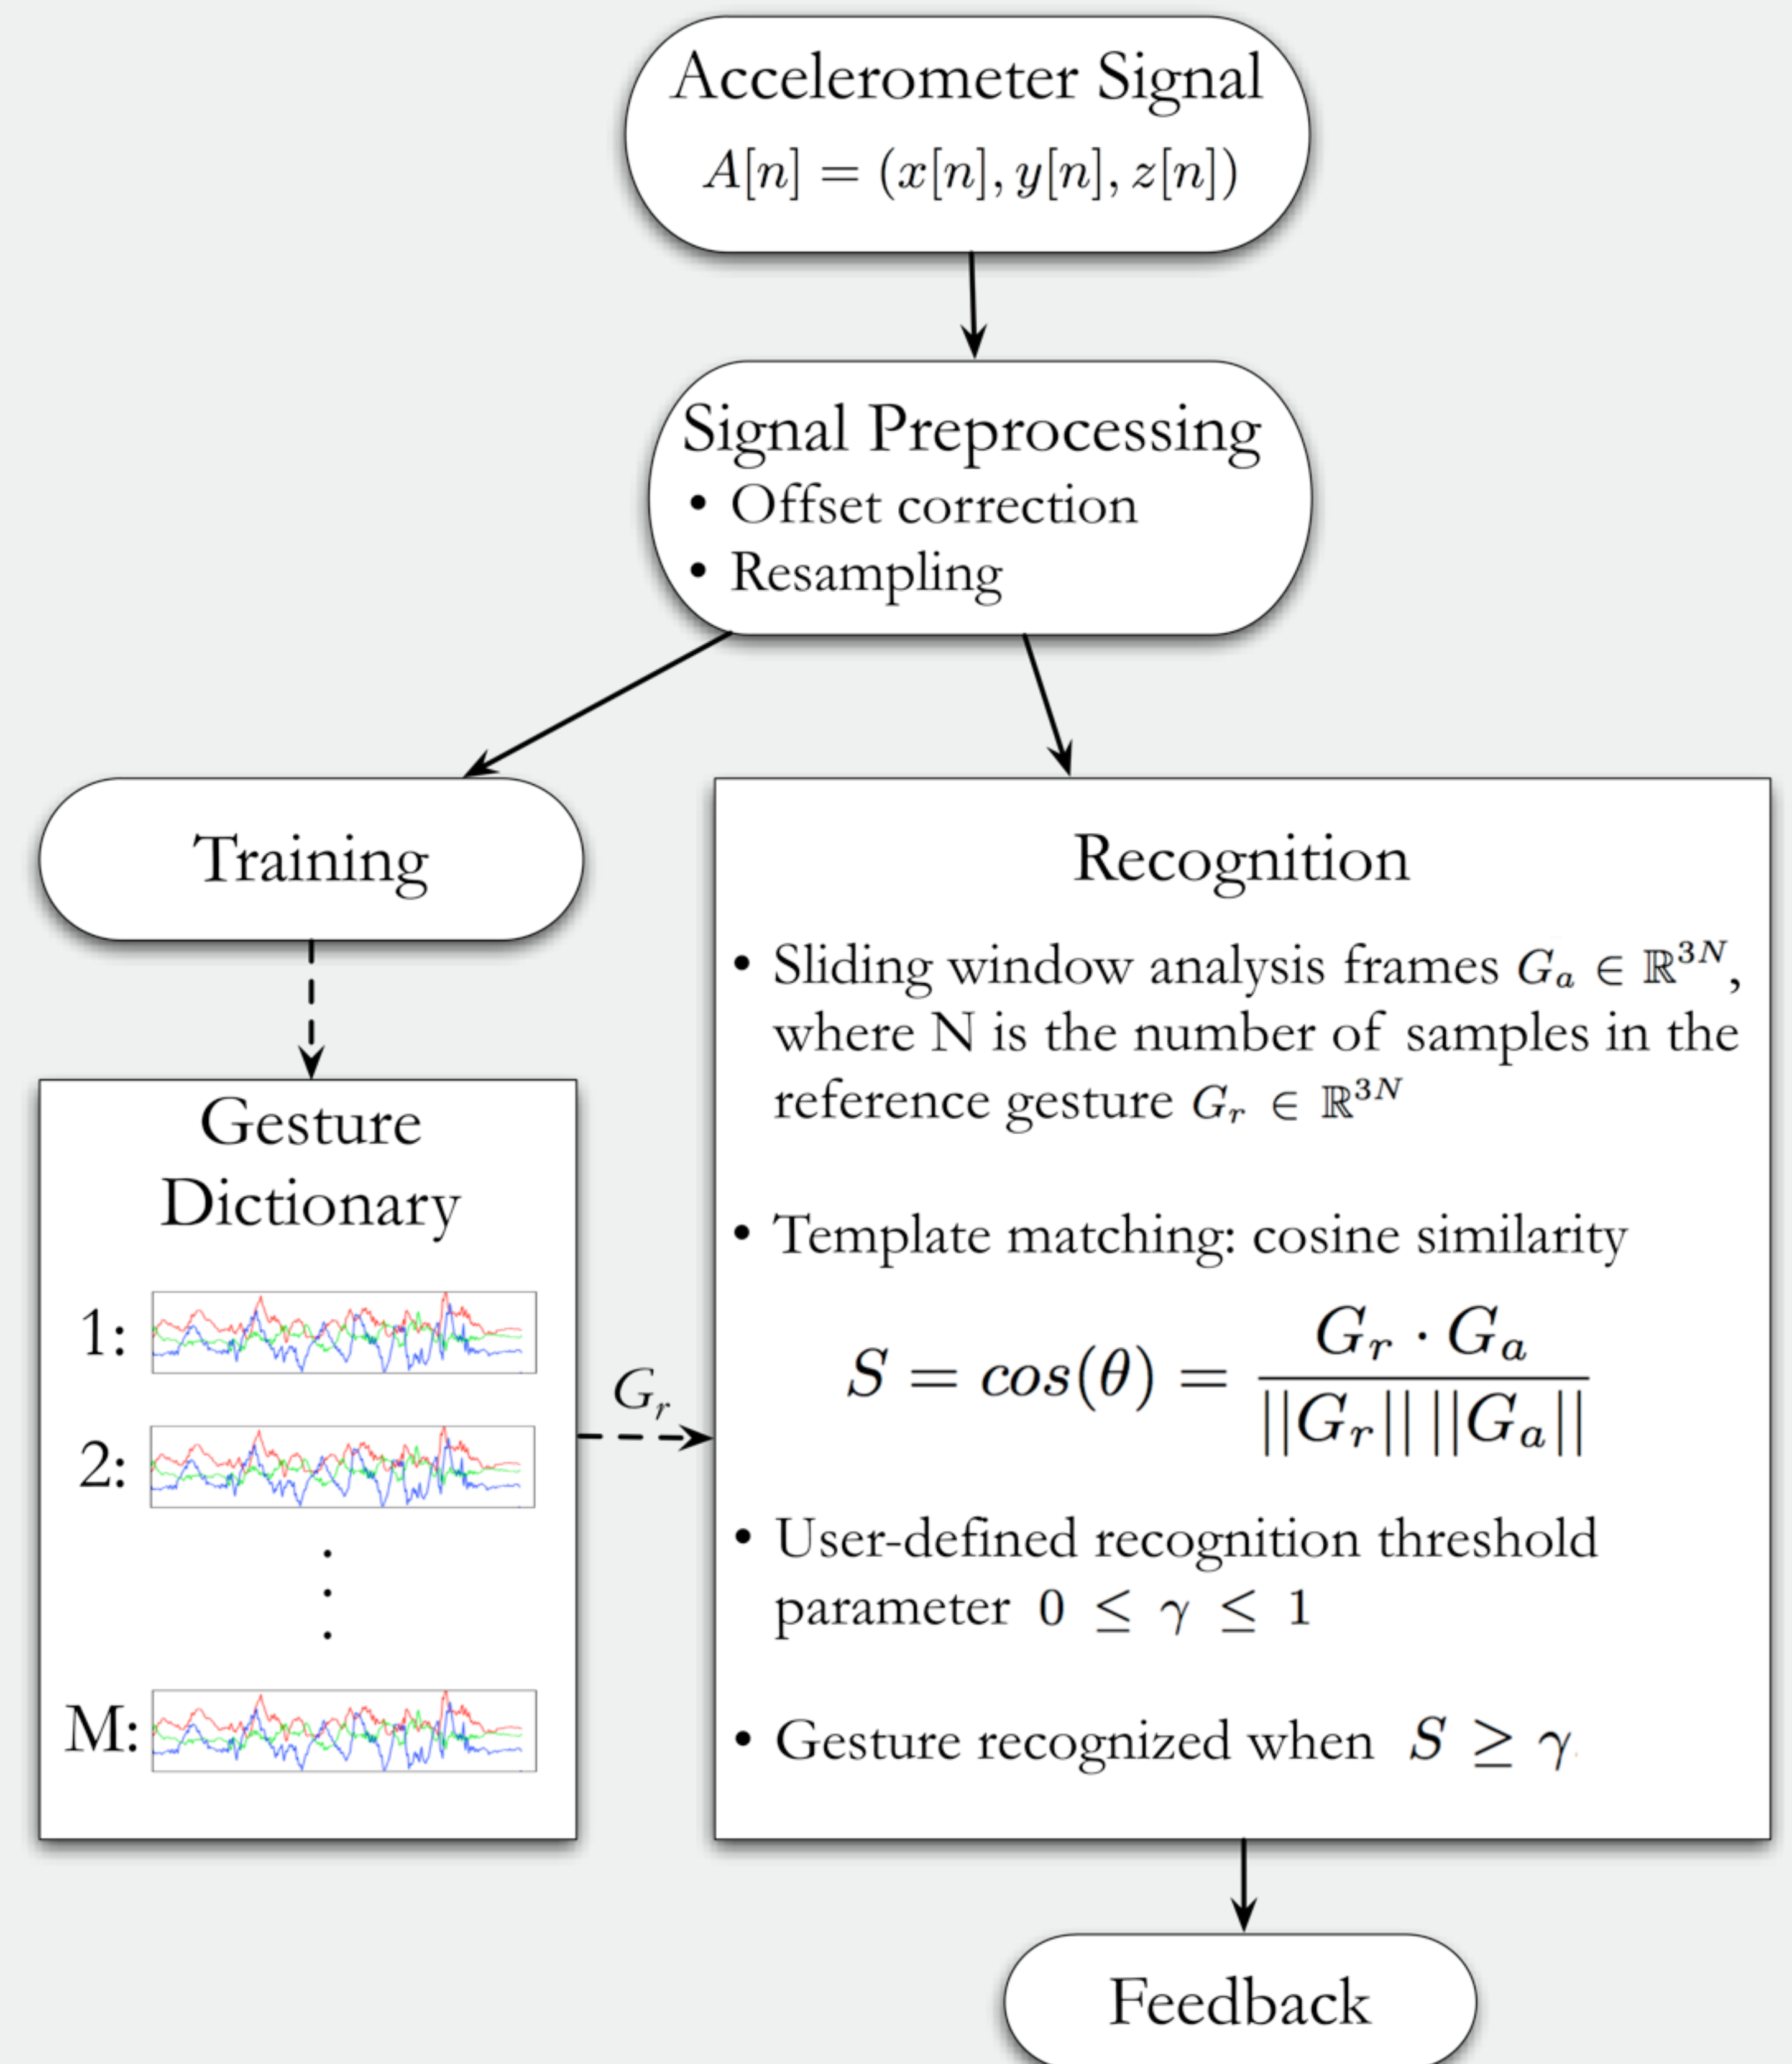 Accelerometer Signal
A[n] = (x[n], y[n], z[n])
Signal Preprocessing
• Offset correction
• Resampling
Training
Gesture
Dictionary
1:
2:
.
.
.
M:
G_r
Recognition
• Sliding window analysis frames G_a ∈ ℝ^{3N},
where N is the number of samples in the
reference gesture G_r ∈ ℝ^{3N}
• Template matching: cosine similarity
S = cos(θ) = \frac{G_r · G_a}{||G_r|| ||G_a||}
• User-defined recognition threshold
parameter 0 ≤ γ ≤ 1
• Gesture recognized when S ≥ γ
Feedback